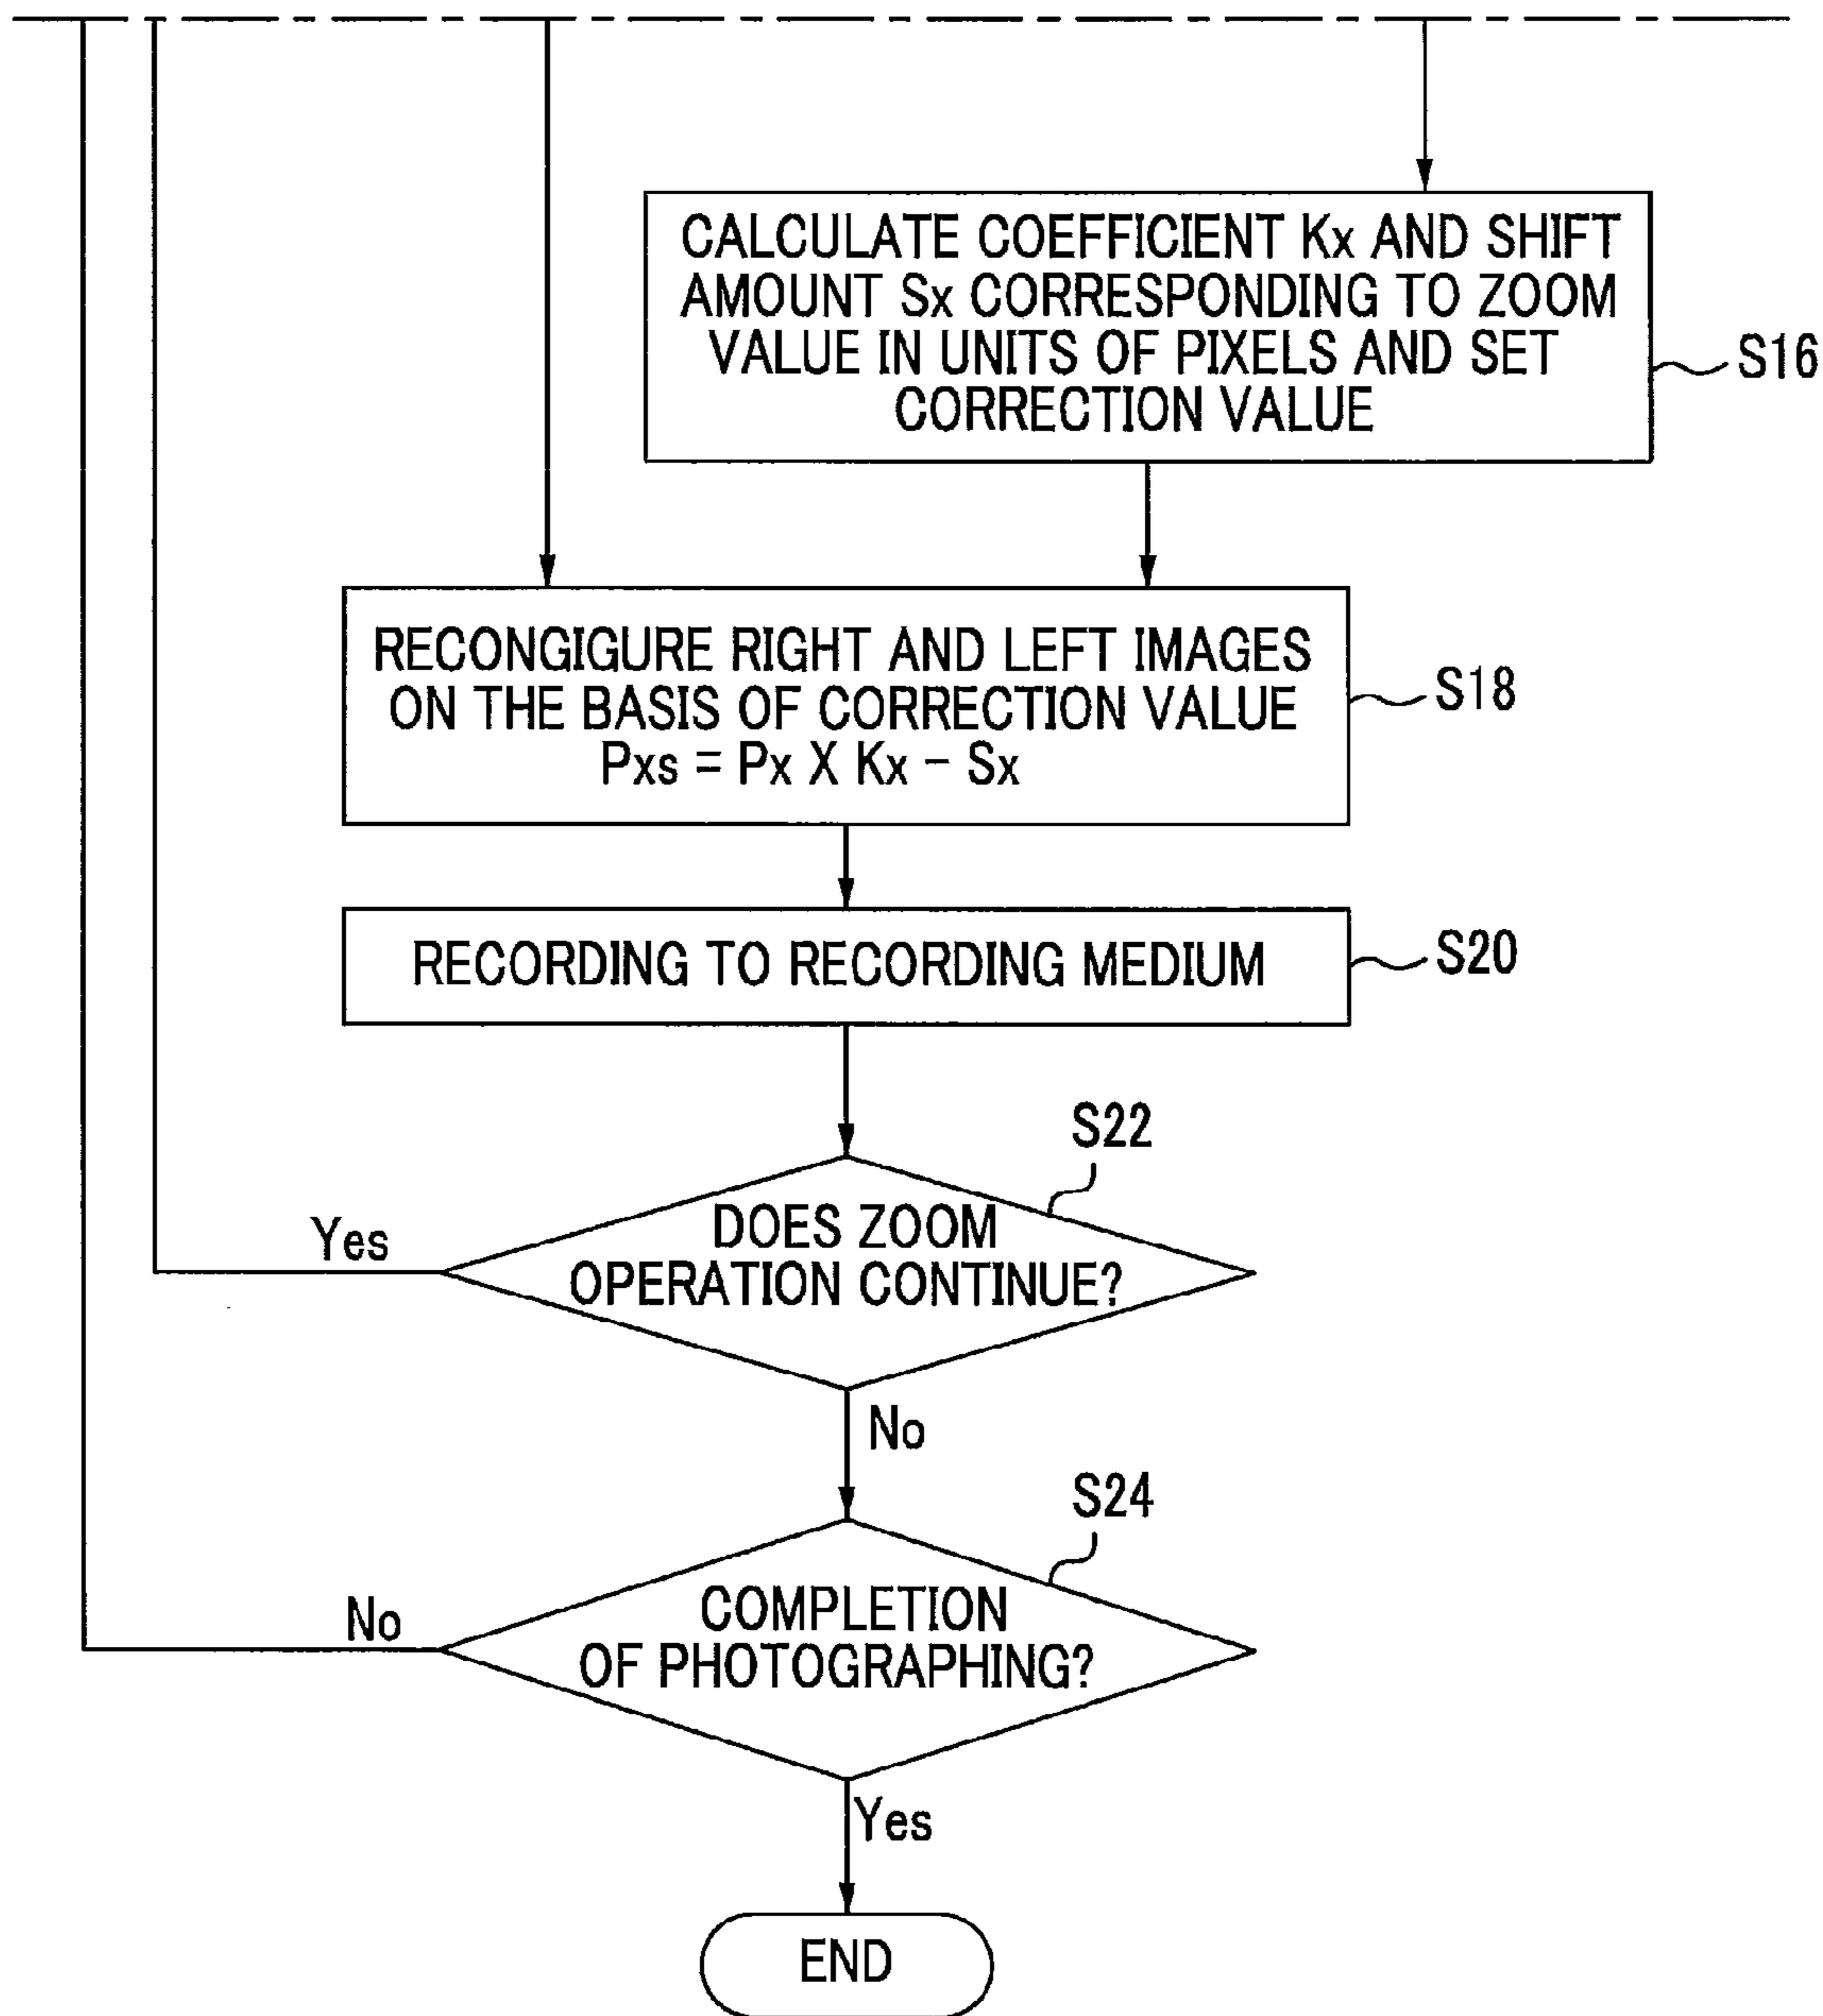 CALCULATE COEFFICIENT Kx AND SHIFT
AMOUNT Sx CORRESPONDING TO ZOOM
VALUE IN UNITS OF PIXELS AND SET
CORRECTION VALUE
S16
RECONGIGURE RIGHT AND LEFT IMAGES
ON THE BASIS OF CORRECTION VALUE
Pxs = Px X Kx - Sx
S18
RECORDING TO RECORDING MEDIUM
S20
S22
DOES ZOOM
OPERATION CONTINUE?
Yes
No
S24
COMPLETION
OF PHOTOGRAPHING?
No
Yes
END